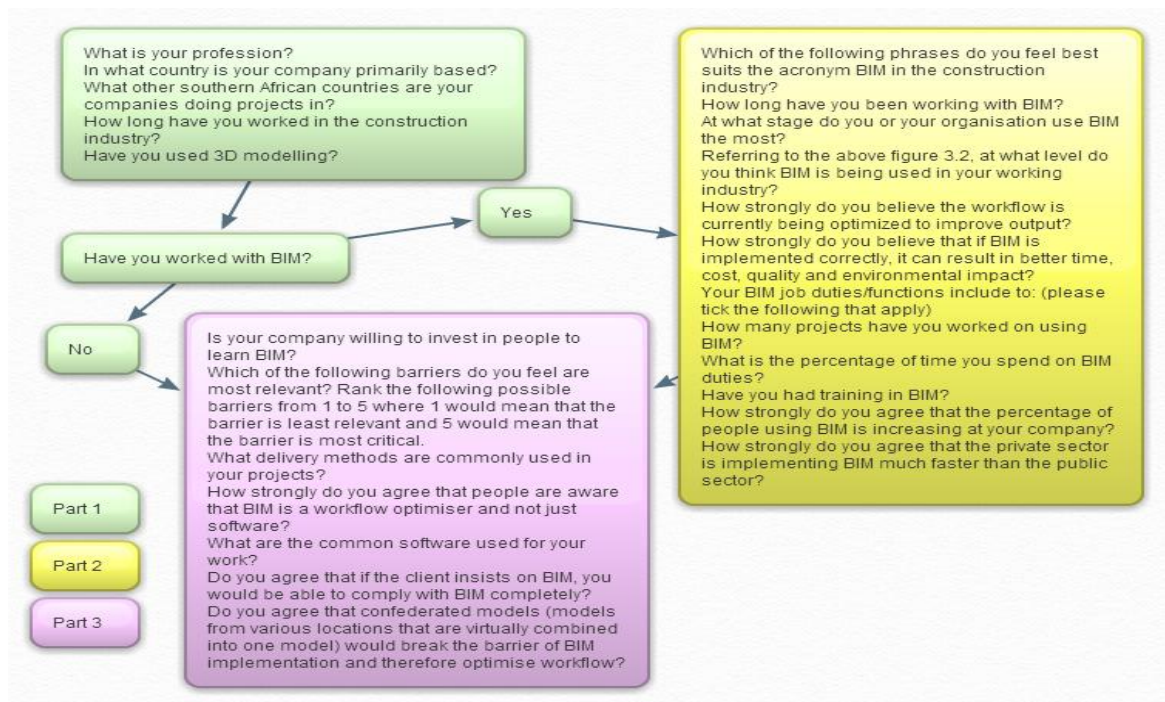 What is your profession?
In what country is your company primarily based?
What other southern African countries are your
companies doing projects in?
How long have you worked in the construction
industry?
Have you used 3D modelling?
Have you worked with BIM?
Yes
No
Which of the following phrases do you feel best
suits the acronym BIM in the construction
industry?
How long have you been working with BIM?
At what stage do you or your organisation use BIM
the most?
Referring to the above figure 3.2, at what level do
you think BIM is being used in your working
industry?
How strongly do you believe the workflow is
currently being optimized to improve output?
How strongly do you believe that if BIM is
implemented correctly, it can result in better time,
cost, quality and environmental impact?
Your BIM job duties/functions include to: (please
tick the following that apply)
How many projects have you worked on using
BIM?
What is the percentage of time you spend on BIM
duties?
Have you had training in BIM?
How strongly do you agree that the percentage of
people using BIM is increasing at your company?
How strongly do you agree that the private sector
is implementing BIM much faster than the public
sector?
Is your company willing to invest in people to
learn BIM?
Which of the following barriers do you feel are
most relevant? Rank the following possible
barriers from 1 to 5 where 1 would mean that the
barrier is least relevant and 5 would mean that
the barrier is most critical.
What delivery methods are commonly used in
your projects?
How strongly do you agree that people are aware
that BIM is a workflow optimiser and not just
software?
What are the common software used for your
work?
Do you agree that if the client insists on BIM, you
would be able to comply with BIM completely?
Do you agree that confederated models (models
from various locations that are virtually combined
into one model) would break the barrier of BIM
implementation and therefore optimise workflow?
Part 1
Part 2
Part 3